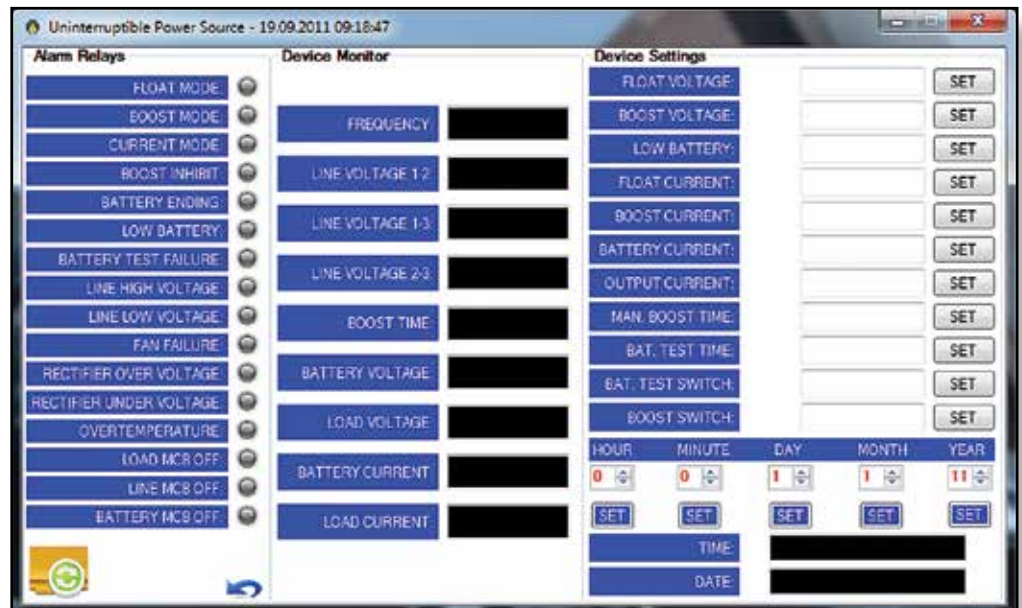 Uninterruptible Power Source - 19.09.2011 09:18:47
Alarm Relays
FLOAT MODE:
BOOST MODE:
CURRENT MODE:
BOOST INHIBIT:
BATTERY ENDING:
LOW BATTERY:
BATTERY TEST FAILURE:
LINE HIGH VOLTAGE:
LINE LOW VOLTAGE:
FAN FAILURE:
RECTIFIER OVER VOLTAGE:
RECTIFIER UNDER VOLTAGE:
OVERTEMPERATURE:
LOAD MCB OFF:
LINE MCB OFF:
BATTERY MCB OFF:
Device Monitor
FREQUENCY
LINE VOLTAGE 1-2
LINE VOLTAGE 1-3
LINE VOLTAGE 2-3
BOOST TIME
BATTERY VOLTAGE
LOAD VOLTAGE
BATTERY CURRENT
LOAD CURRENT
Device Settings
FLOAT VOLTAGE: SET
BOOST VOLTAGE: SET
LOW BATTERY: SET
FLOAT CURRENT: SET
BOOST CURRENT: SET
BATTERY CURRENT: SET
OUTPUT CURRENT: SET
MAN. BOOST TIME: SET
BAT. TEST TIME: SET
BAT. TEST SWITCH: SET
BOOST SWITCH: SET
HOUR MINUTE DAY MONTH YEAR
0 0 1 1 11
SET SET SET SET SET
TIME:
DATE: